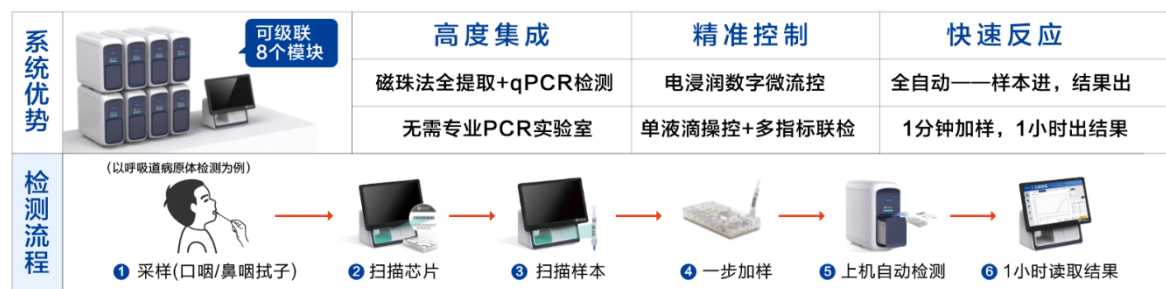 系统优势
可级联
8个模块
高度集成
精准控制
快速反应
磁珠法全提取+qPCR检测
电浸润数字微流控
全自动——样本进，结果出
无需专业PCR实验室
单液滴操控+多指标联检
1分钟加样，1小时出结果
检测流程
（以呼吸道病原体检测为例）
1 采样(口咽/鼻咽拭子)
2 扫描芯片
3 扫描样本
4 一步加样
5 上机自动检测
6 1小时读取结果